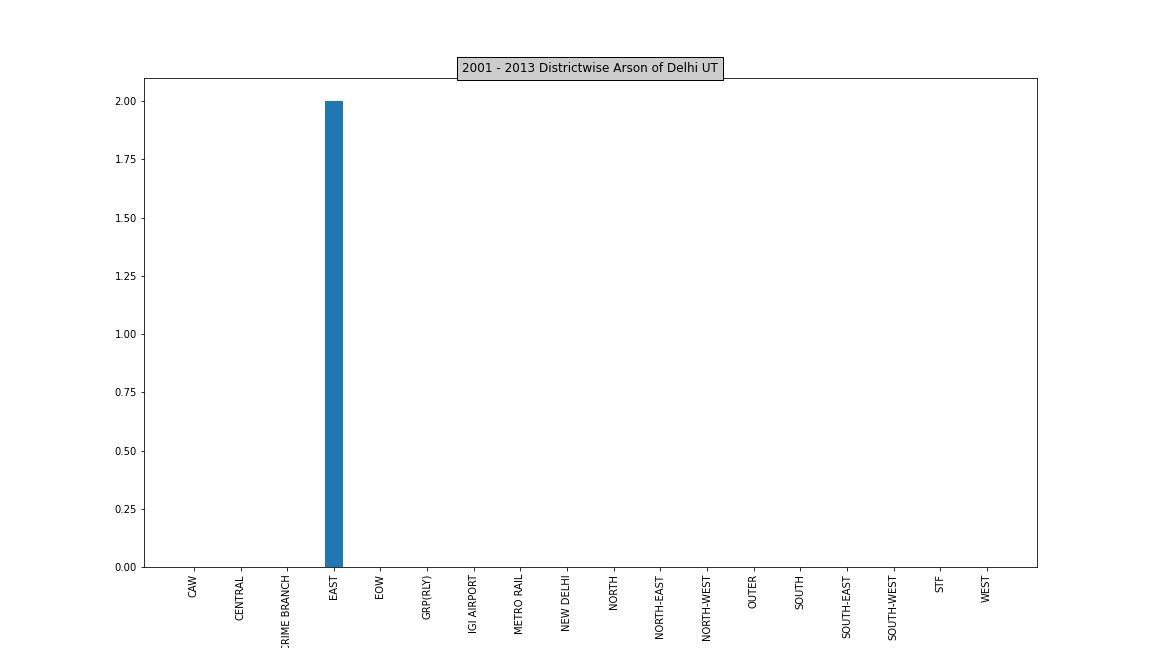 2001 - 2013 Districtwise Arson of Delhi UT
2.00
1.75
1.50
1.25
1.00
0.75
0.50
0.25
0.00
CAW
CENTRAL
CRIME BRANCH
EAST
EOW
GRP(RLY)
IGI AIRPORT
METRO RAIL
NEW DELHI
NORTH
NORTH-EAST
NORTH-WEST
OUTER
SOUTH
SOUTH-EAST
SOUTH-WEST
STF
WEST